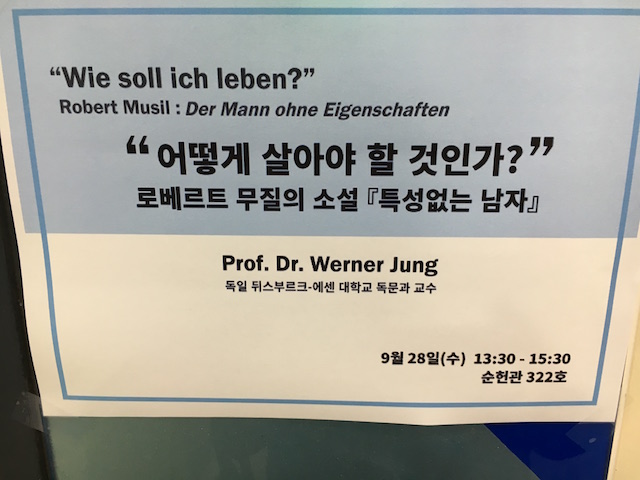 “Wie soll ich leben?”
Robert Musil : Der Mann ohne Eigenschaften
“어떻게 살아야 할 것인가?”
로베르트 무질의 소설 『특성없는 남자』
Prof. Dr. Werner Jung
독일 뒤스부르크-에센 대학교 독문과 교수
9월 28일(수) 13:30 - 15:30
순헌관 322호